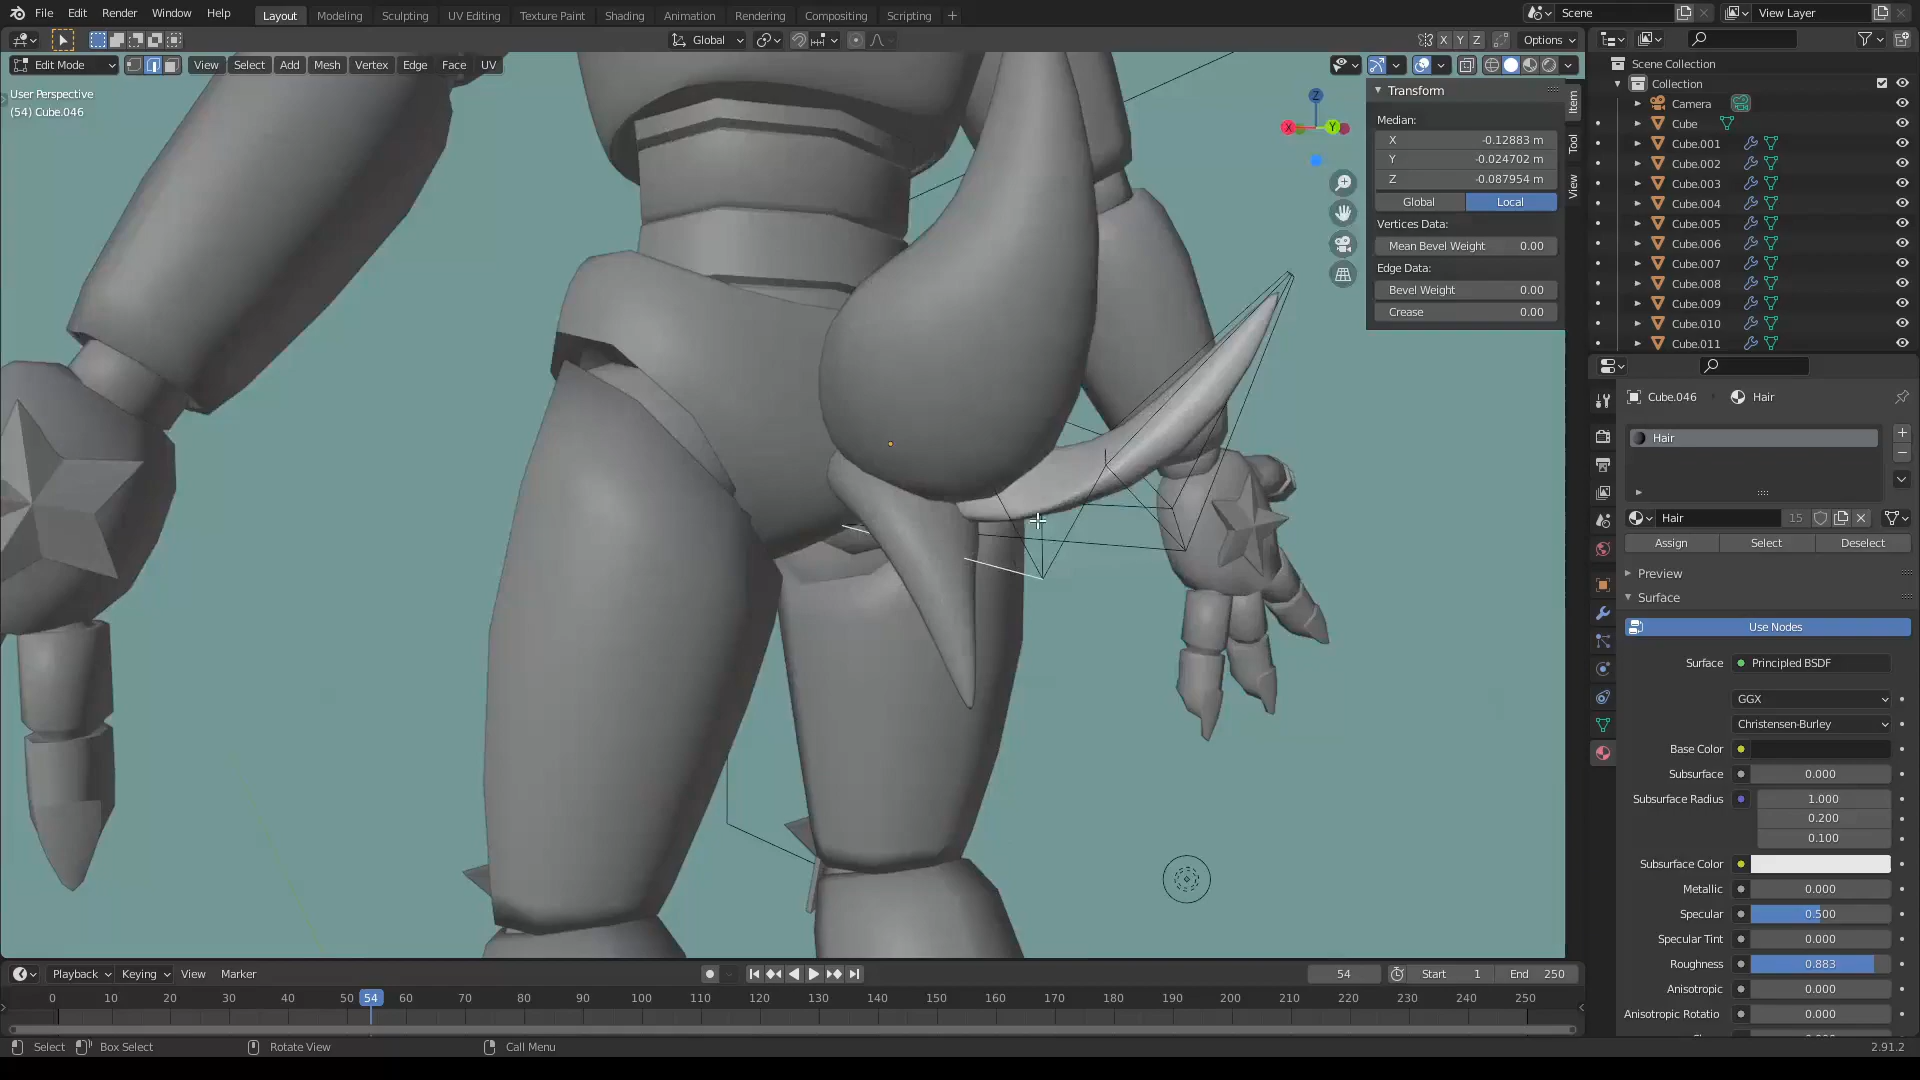 File Edit Render Window Help Layout Modeling Sculpting UV Editing Texture Paint Shading Animation Rendering Compositing Scripting + Scene View Layer
Global X Y Z Options
Edit Mode View Select Add Mesh Vertex Edge Face UV
User Perspective
(54) Cube.046
Transform
Median:
X -0.12883 m
Y -0.024702 m
Z -0.087954 m
Global Local
Vertices Data:
Mean Bevel Weight 0.00
Edge Data:
Bevel Weight 0.00
Crease 0.00
Item
Tool
View
Z
X
Y
Scene Collection
Collection
Camera
Cube
Cube.001
Cube.002
Cube.003
Cube.004
Cube.005
Cube.006
Cube.007
Cube.008
Cube.009
Cube.010
Cube.011
Cube.046 Hair
Hair
Hair 15
Assign Select Deselect
Preview
Surface
Use Nodes
Surface Principled BSDF
GGX
Christensen-Burley
Base Color
Subsurface 0.000
Subsurface Radius 1.000
0.200
0.100
Subsurface Color
Metallic 0.000
Specular 0.500
Specular Tint 0.000
Roughness 0.883
Anisotropic 0.000
Anisotropic Rotatio 0.000
Playback Keying View Marker 54 Start 1 End 250
0 10 20 30 40 50 54 60 70 80 90 100 110 120 130 140 150 160 170 180 190 200 210 220 230 240 250
Select Box Select Rotate View Call Menu 2.91.2